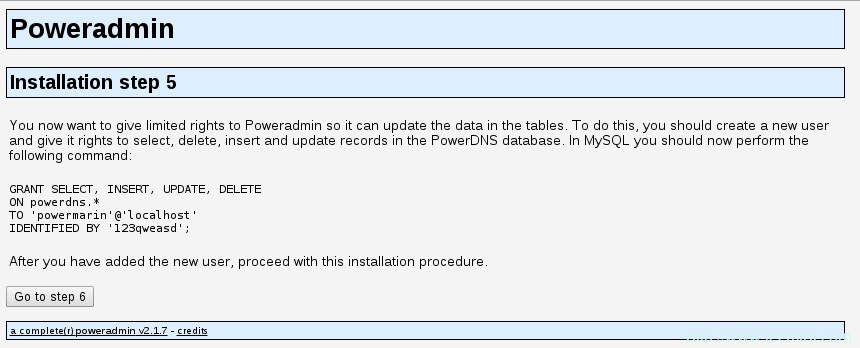 Poweradmin
Installation step 5
You now want to give limited rights to Poweradmin so it can update the data in the tables. To do this, you should create a new user
and give it rights to select, delete, insert and update records in the PowerDNS database. In MySQL you should now perform the
following command:
GRANT SELECT, INSERT, UPDATE, DELETE
ON powerdns.*
TO 'powermarin'@'localhost'
IDENTIFIED BY '123qweasd';
After you have added the new user, proceed with this installation procedure.
Go to step 6
a complete(r) poweradmin v2.1.7 - credits